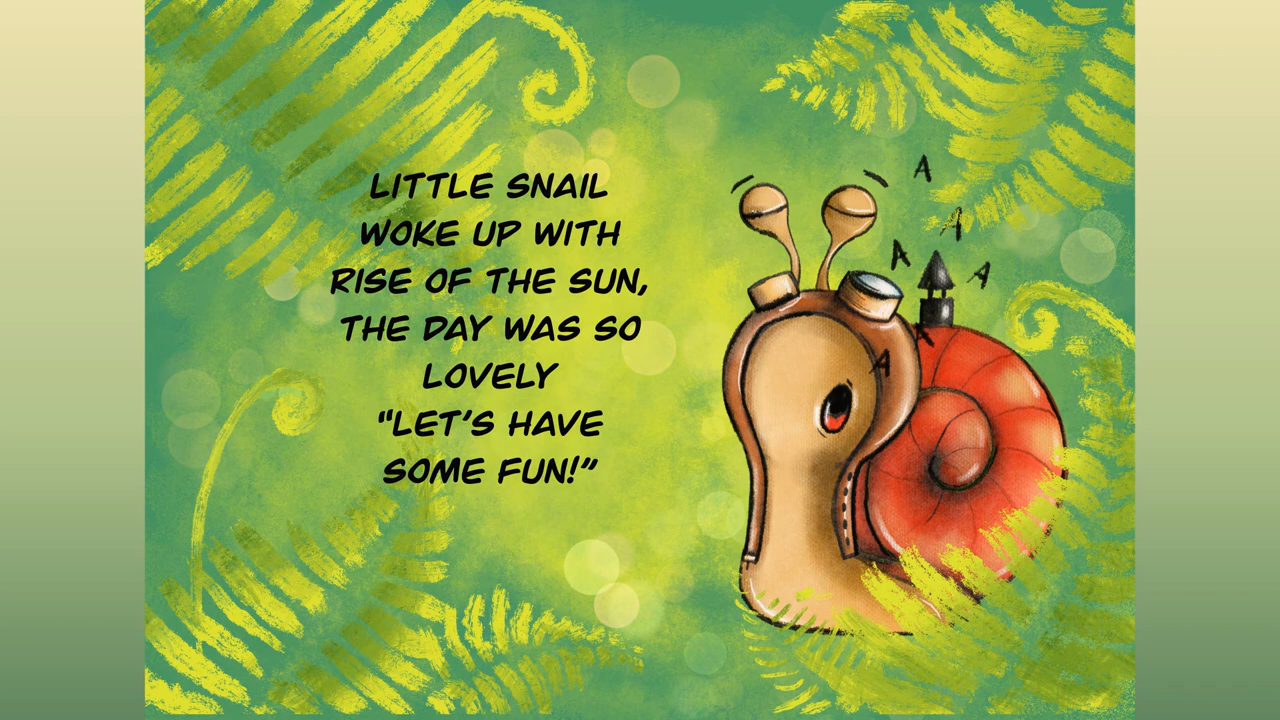 LITTLE SNAIL
WOKE UP WITH
RISE OF THE SUN,
THE DAY WAS SO
LOVELY
“LET’S HAVE
SOME FUN!”
A
A
A
A
A
A